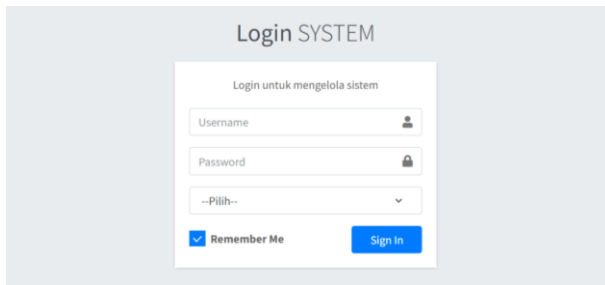 Login SYSTEM
Login untuk mengelola sistem
Username
Password
--Pilih--
Remember Me
Sign In